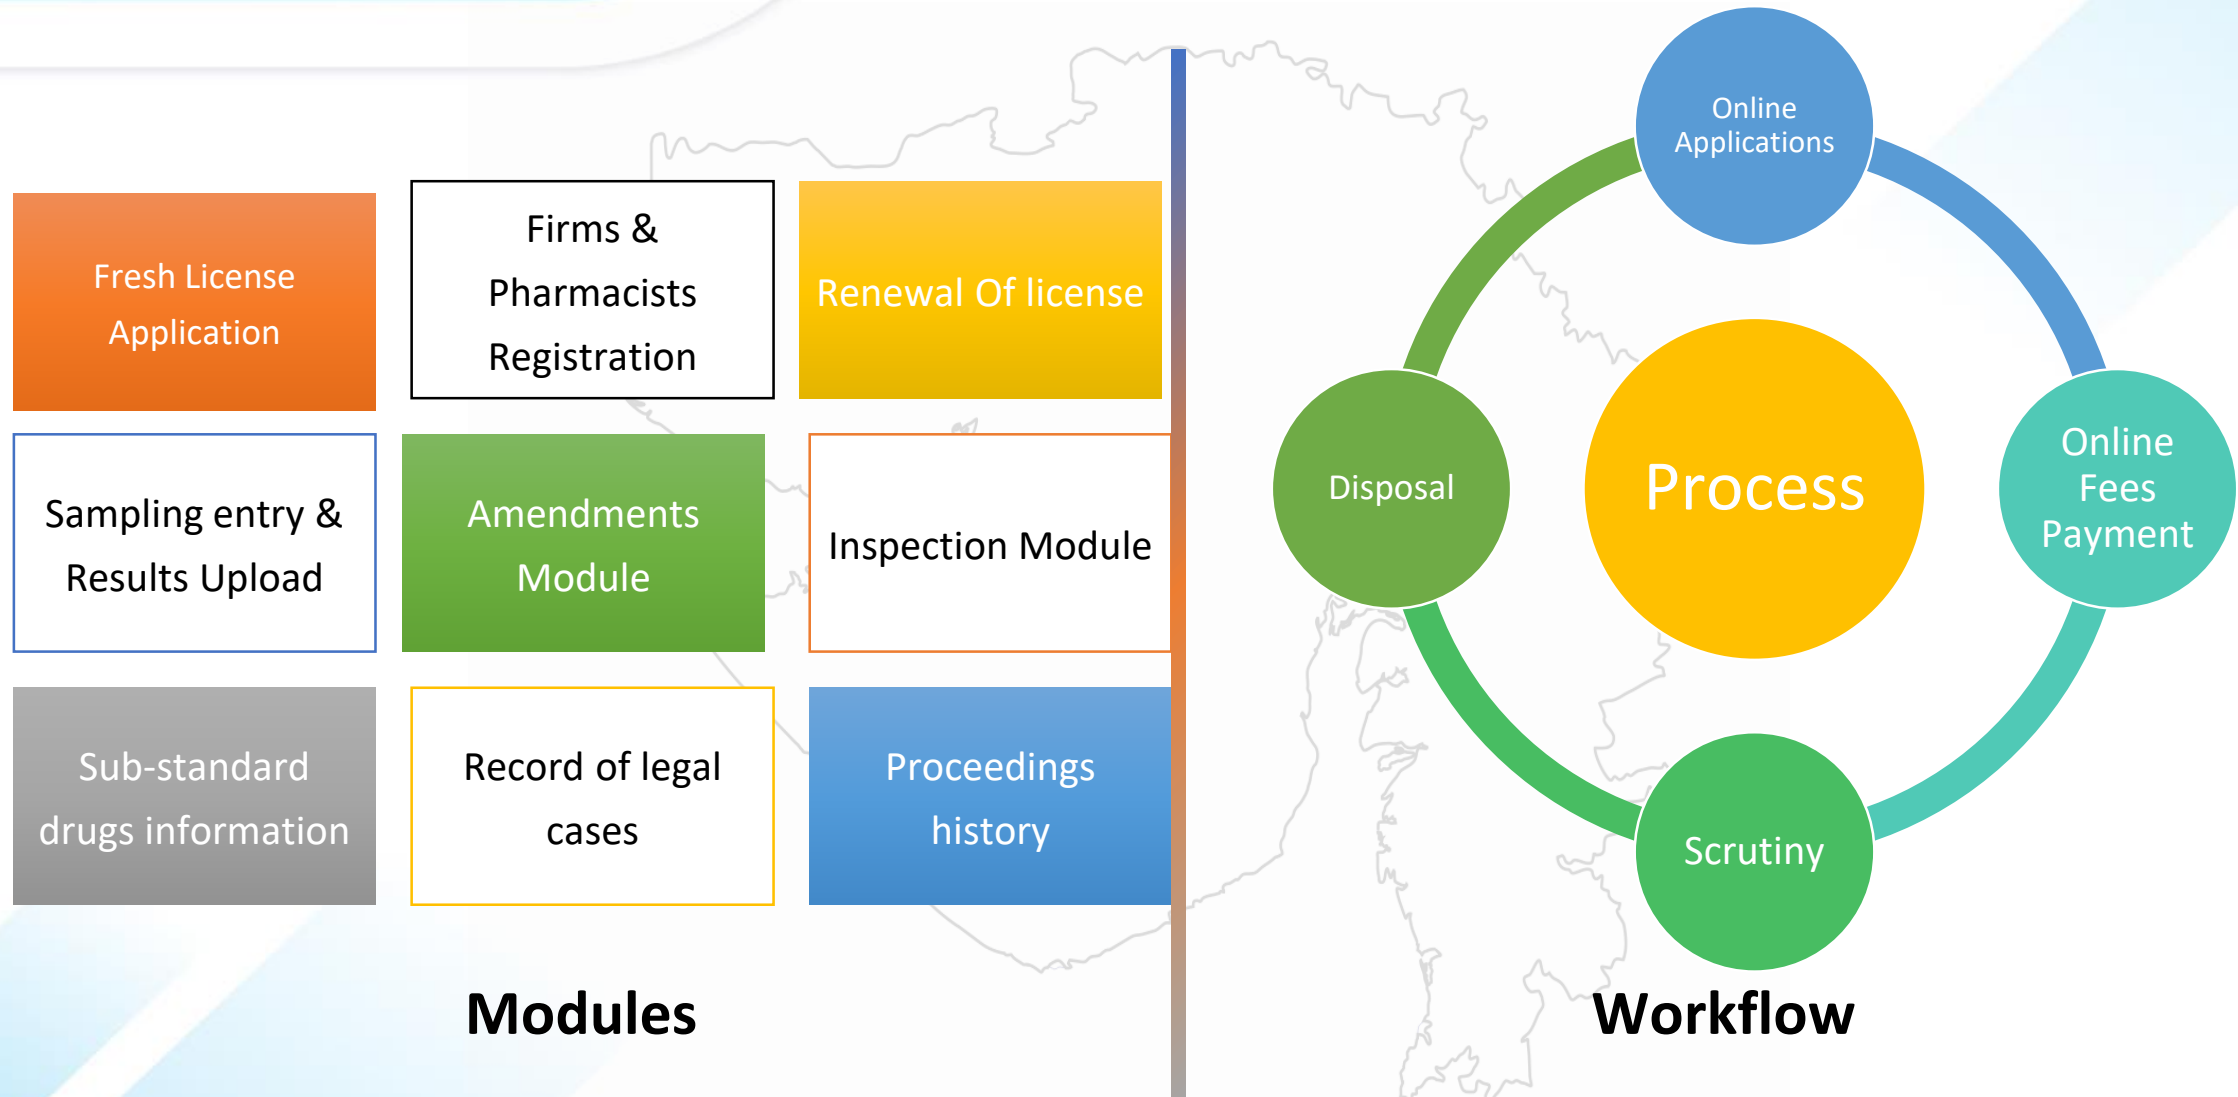 Fresh License
Application
Firms &
Pharmacists
Registration
Renewal Of license
Sampling entry &
Results Upload
Amendments
Module
Inspection Module
Sub-standard
drugs information
Record of legal
cases
Proceedings
history
Modules
Online
Applications
Online
Fees
Payment
Process
Disposal
Scrutiny
Workflow